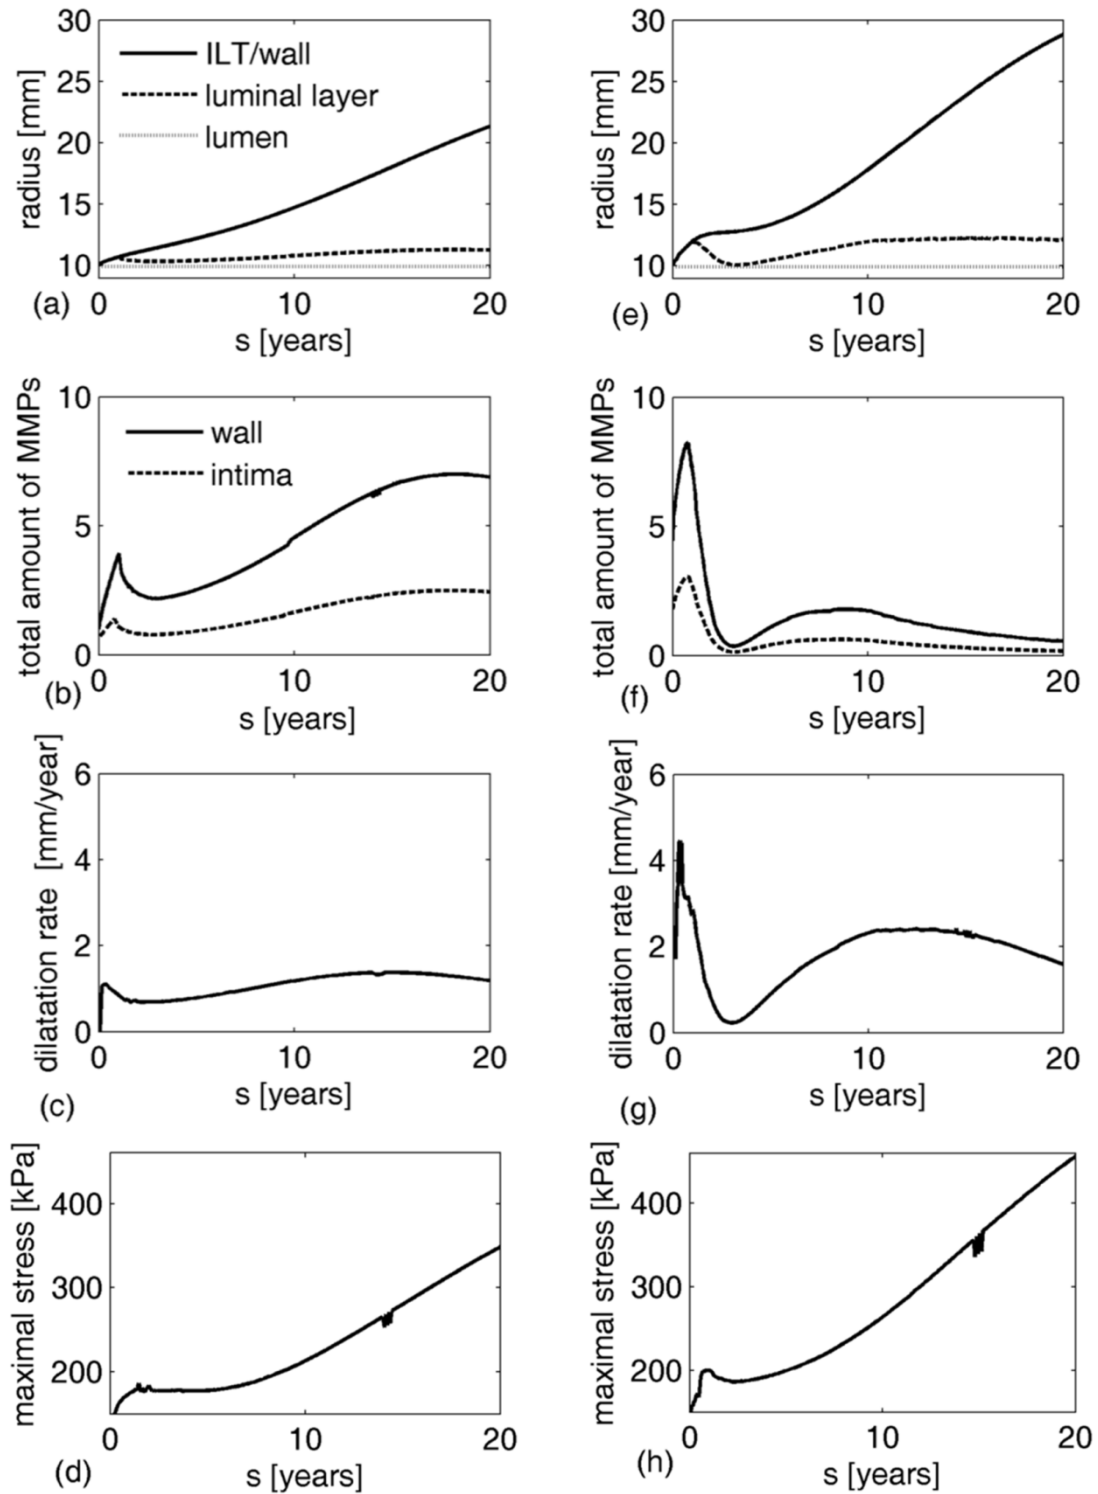 30
25
20
15
10
radius [mm]
ILT/wall
luminal layer
lumen
0
10
20
s [years]
(a)
30
25
20
15
10
radius [mm]
0
10
20
s [years]
(e)
10
5
0
total amount of MMPs
wall
intima
0
10
20
s [years]
(b)
10
5
0
total amount of MMPs
0
10
20
s [years]
(f)
6
4
2
0
dilatation rate [mm/year]
0
10
20
s [years]
(c)
6
4
2
0
dilatation rate [mm/year]
0
10
20
s [years]
(g)
400
300
200
maximal stress [kPa]
0
10
20
s [years]
(d)
400
300
200
maximal stress [kPa]
0
10
20
s [years]
(h)